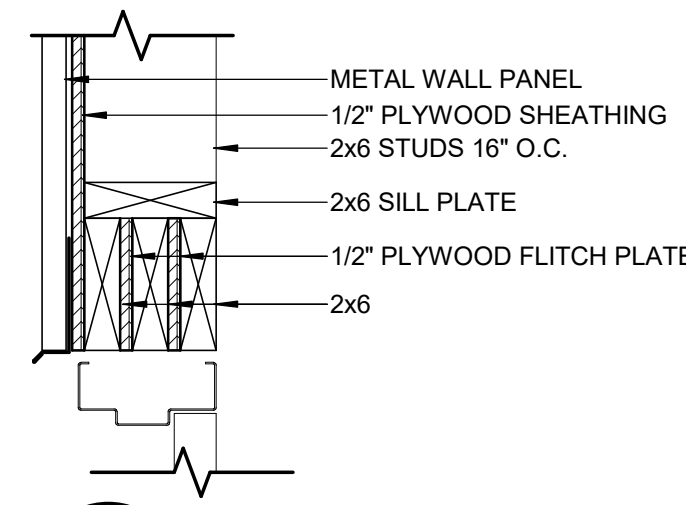 METAL WALL PANEL
1/2" PLYWOOD SHEATHING
2x6 STUDS 16" O.C.
2x6 SILL PLATE
1/2" PLYWOOD FLITCH PLATE
2x6